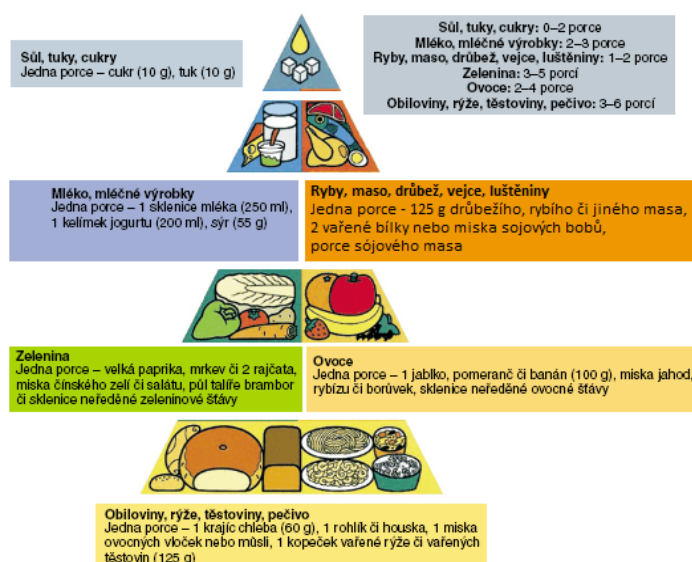 Sůl, tuky, cukry
Jedna porce – cukr (10 g), tuk (10 g)
Sůl, tuky, cukry: 0–2 porce
Mléko, mléčné výrobky: 2–3 porce
Ryby, maso, drůbež, vejce, luštěniny: 1–2 porce
Zelenina: 3–5 porcí
Ovoce: 2–4 porce
Obiloviny, rýže, těstoviny, pečivo: 3–6 porcí
Mléko, mléčné výrobky
Jedna porce – 1 sklenice mléka (250 ml),
1 kelímek jogurtu (200 ml), sýr (55 g)
Ryby, maso, drůbež, vejce, luštěniny
Jedna porce - 125 g drůbežího, rybího či jiného masa,
2 vařené bílky nebo miska sojových bobů,
porce sójového masa
Zelenina
Jedna porce – velká paprika, mrkev či 2 rajčata,
miska čínského zelí či salátu, půl talíře brambor
či sklenice neředěné zeleninové šťávy
Ovoce
Jedna porce – 1 jablko, pomeranč či banán (100 g), miska jahod,
rybízu či borůvek, sklenice neředěné ovocné šťávy
Obiloviny, rýže, těstoviny, pečivo
Jedna porce – 1 krajíc chleba (60 g), 1 rohlík či houska, 1 miska
ovocných vloček nebo műsli, 1 kopeček vařené rýže či vařených
těstovin (125 g)